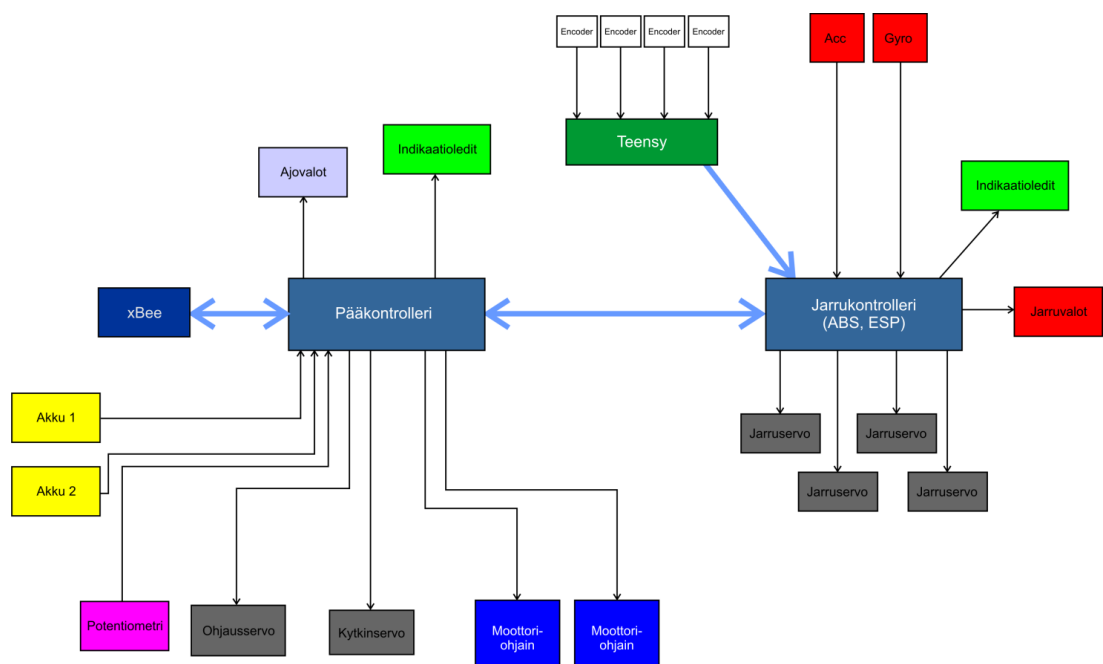 Encoder
Encoder
Encoder
Encoder
Acc
Gyro
Teensy
Indikaatioledit
Ajovalot
Indikaatioledit
xBee
Pääkontrolleri
Jarrukontrolleri
(ABS, ESP)
Jarruvalot
Akku 1
Jarruservo
Jarruservo
Akku 2
Jarruservo
Jarruservo
Potentiometri
Ohjausservo
Kytkinservo
Moottori-
ohjain
Moottori-
ohjain